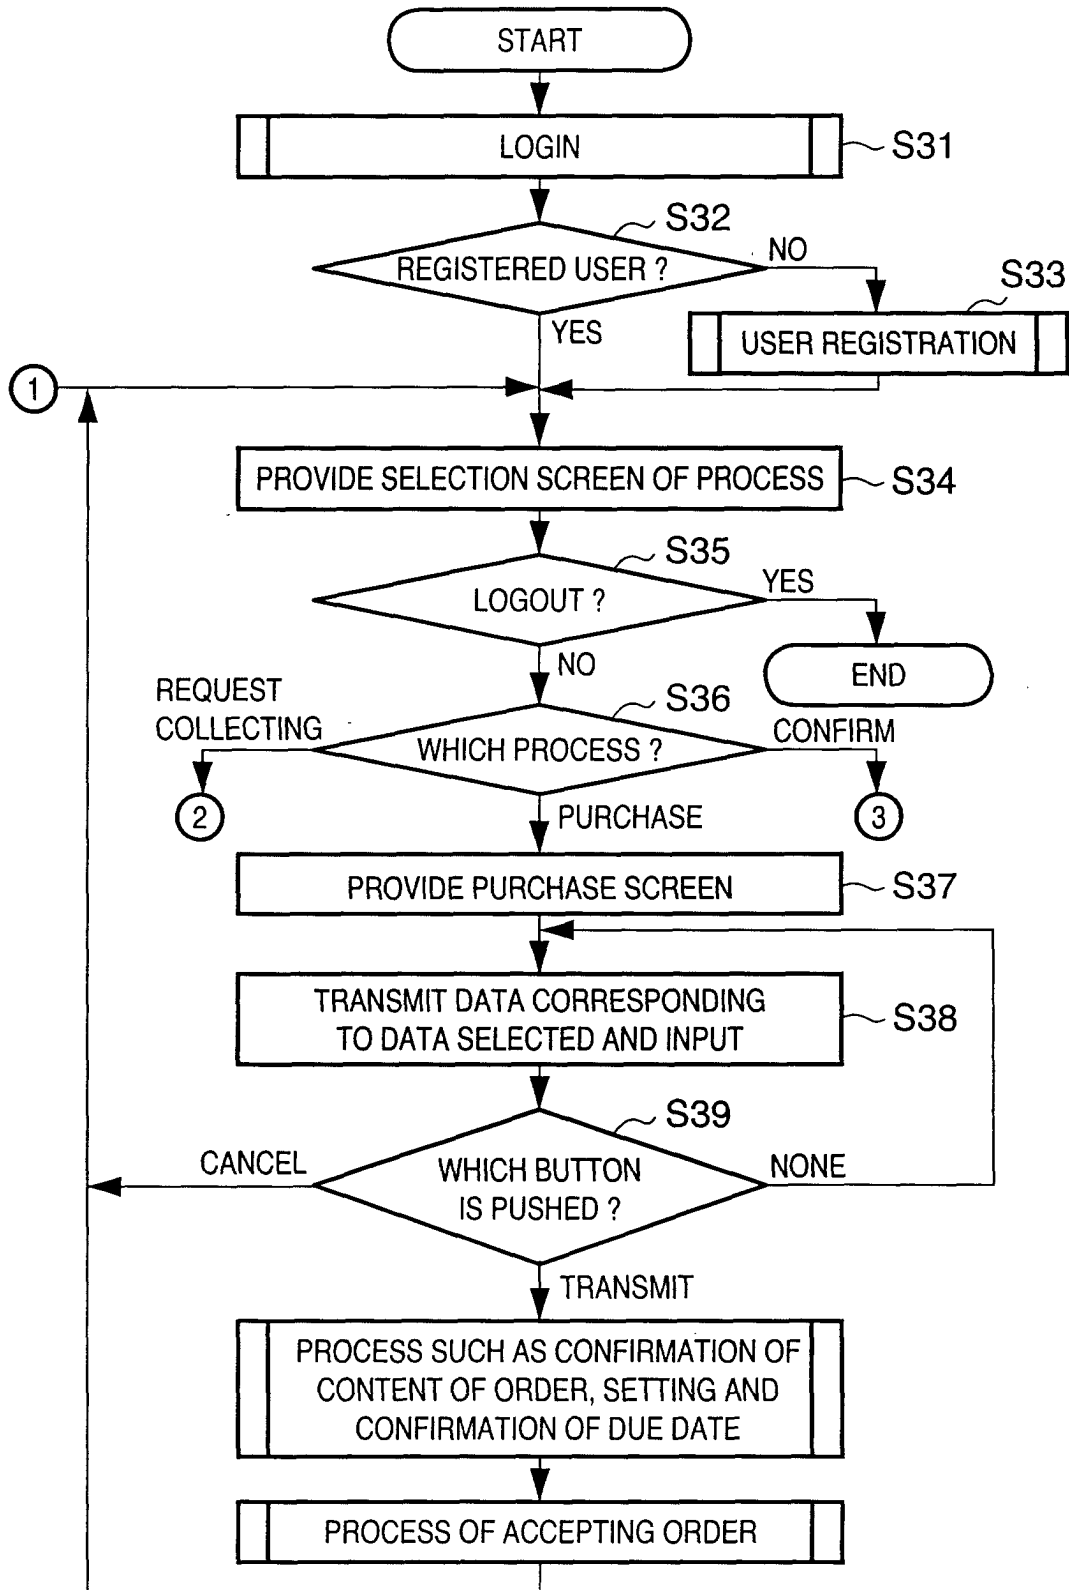 START
LOGIN
S31
S32
REGISTERED USER ?
NO
YES
S33
USER REGISTRATION
1
PROVIDE SELECTION SCREEN OF PROCESS
S34
S35
LOGOUT ?
YES
NO
END
REQUEST
COLLECTING
S36
WHICH PROCESS ?
CONFIRM
2
3
PURCHASE
PROVIDE PURCHASE SCREEN
S37
TRANSMIT DATA CORRESPONDING
TO DATA SELECTED AND INPUT
S38
S39
CANCEL
WHICH BUTTON
IS PUSHED ?
NONE
TRANSMIT
PROCESS SUCH AS CONFIRMATION OF
CONTENT OF ORDER, SETTING AND
CONFIRMATION OF DUE DATE
PROCESS OF ACCEPTING ORDER